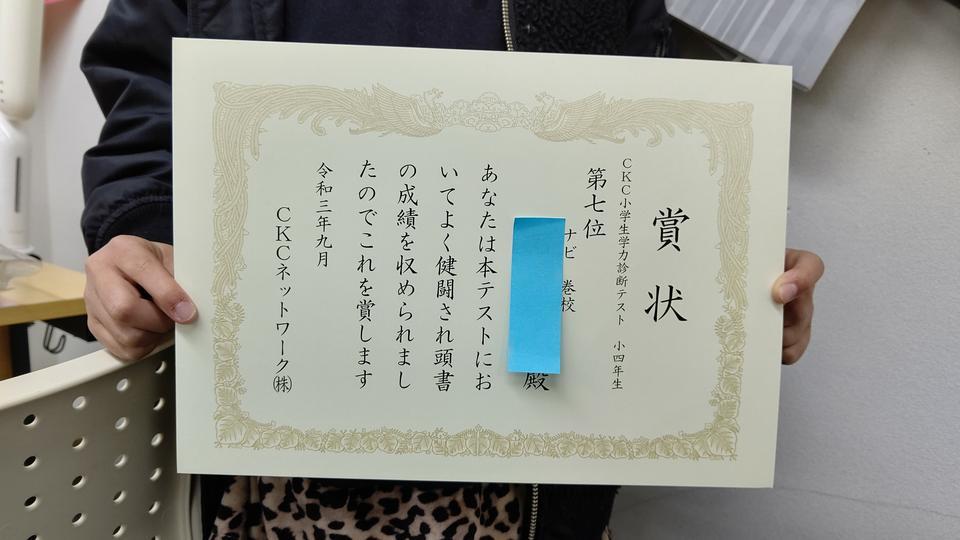 賞状
CKC小学生学力診断テスト 小四年生
第七位
ナビ 巻校
殿
あなたは本テストにお
いてよく健闘され頭書
の成績を収められまし
たのでこれを賞します
令和三年九月
CKCネットワーク㈱